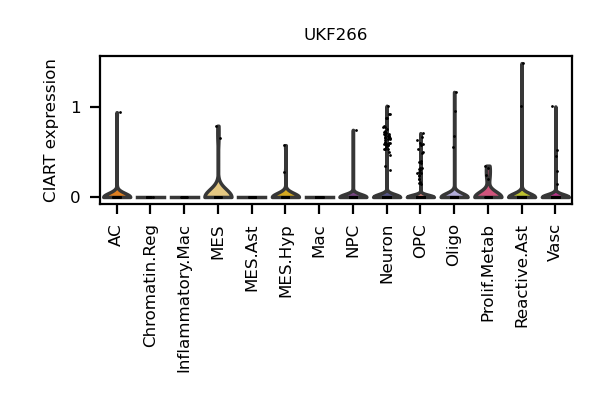 UKF266
CIART expression
1
0
AC
Chromatin.Reg
Inflammatory.Mac
MES
MES.Ast
MES.Hyp
Mac
NPC
Neuron
OPC
Oligo
Prolif.Metab
Reactive.Ast
Vasc